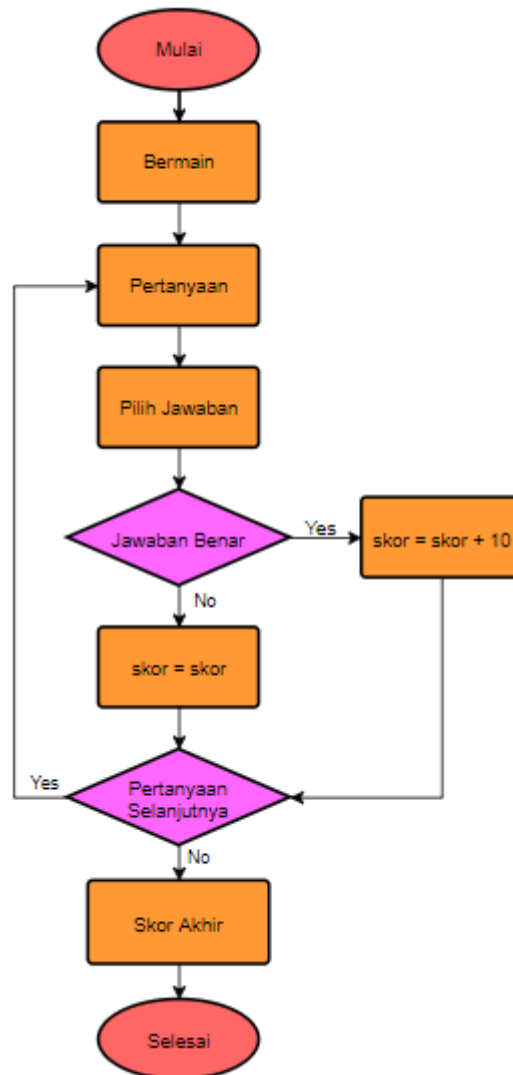 Mulai
Bermain
Pertanyaan
Pilih Jawaban
Jawaban Benar
Yes
skor = skor + 10
No
skor = skor
Yes
Pertanyaan
Selanjutnya
No
Skor Akhir
Selesai